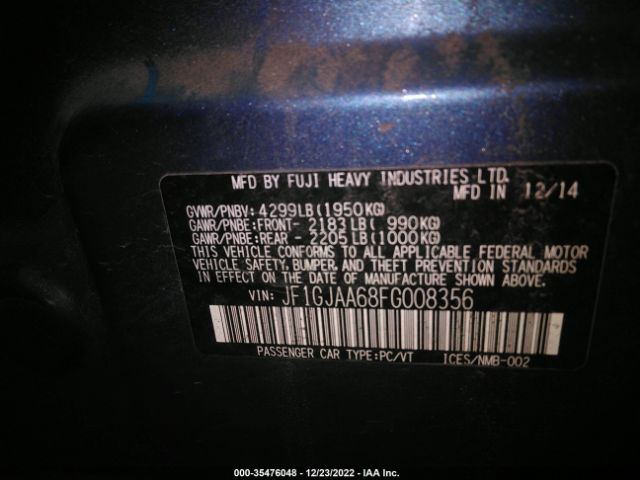 MFD BY FUJI HEAVY INDUSTRIES LTD.
MFD IN 12/14
GVWR/PNBV: 4299LB(1950KG)
GAWR/PNBE:FRONT- 2183LB( 990KG)
GAWR/PNBE:REAR - 2205LB(1000KG)
THIS VEHICLE CONFORMS TO ALL APPLICABLE FEDERAL MOTOR
VEHICLE SAFETY, BUMPER, AND THEFT PREVENTION STANDARDS
IN EFFECT ON THE DATE OF MANUFACTURE SHOWN ABOVE.
VIN: JF1GJAA68FG008356
PASSENGER CAR TYPE:PC/VT ICES/NMB-002
000-35476048 - 12/23/2022 - IAA Inc.